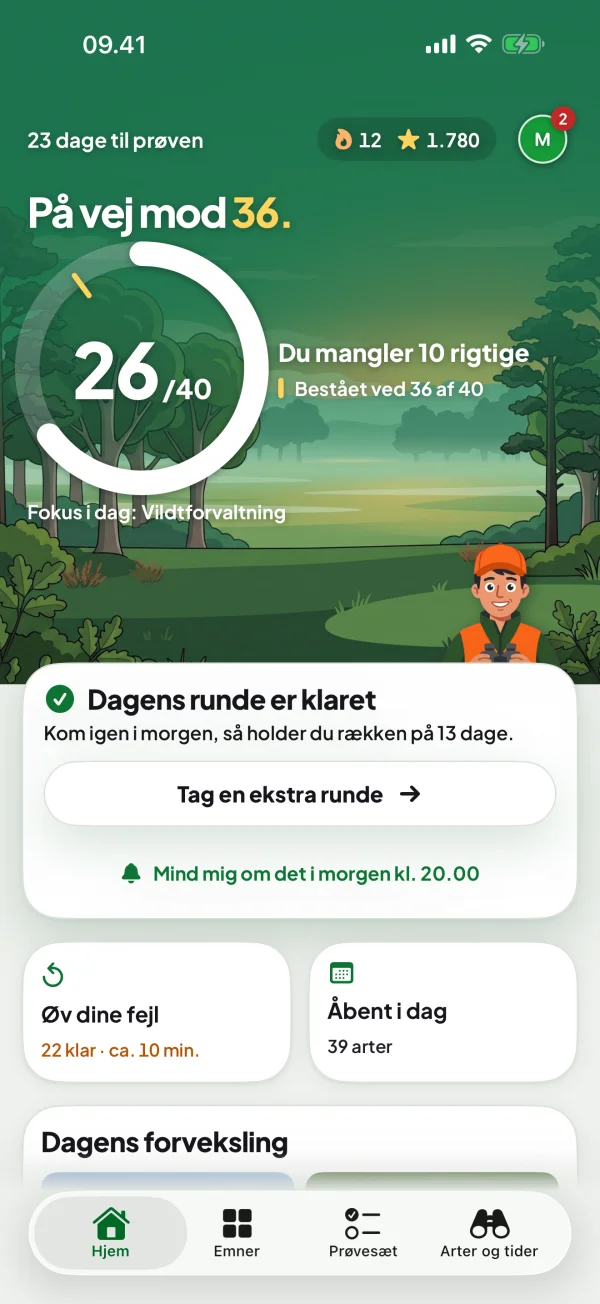 09.41
23 dage til prøven
12
1.780
M
2
På vej mod 36.
26/40
Du mangler 10 rigtige
Bestået ved 36 af 40
Fokus i dag: Vildtforvaltning
Dagens runde er klaret
Kom igen i morgen, så holder du rækken på 13 dage.
Tag en ekstra runde →
Mind mig om det i morgen kl. 20.00
Øv dine fejl
22 klar · ca. 10 min.
Åbent i dag
39 arter
Dagens forveksling
Hjem
Emner
Prøvesæt
Arter og tider